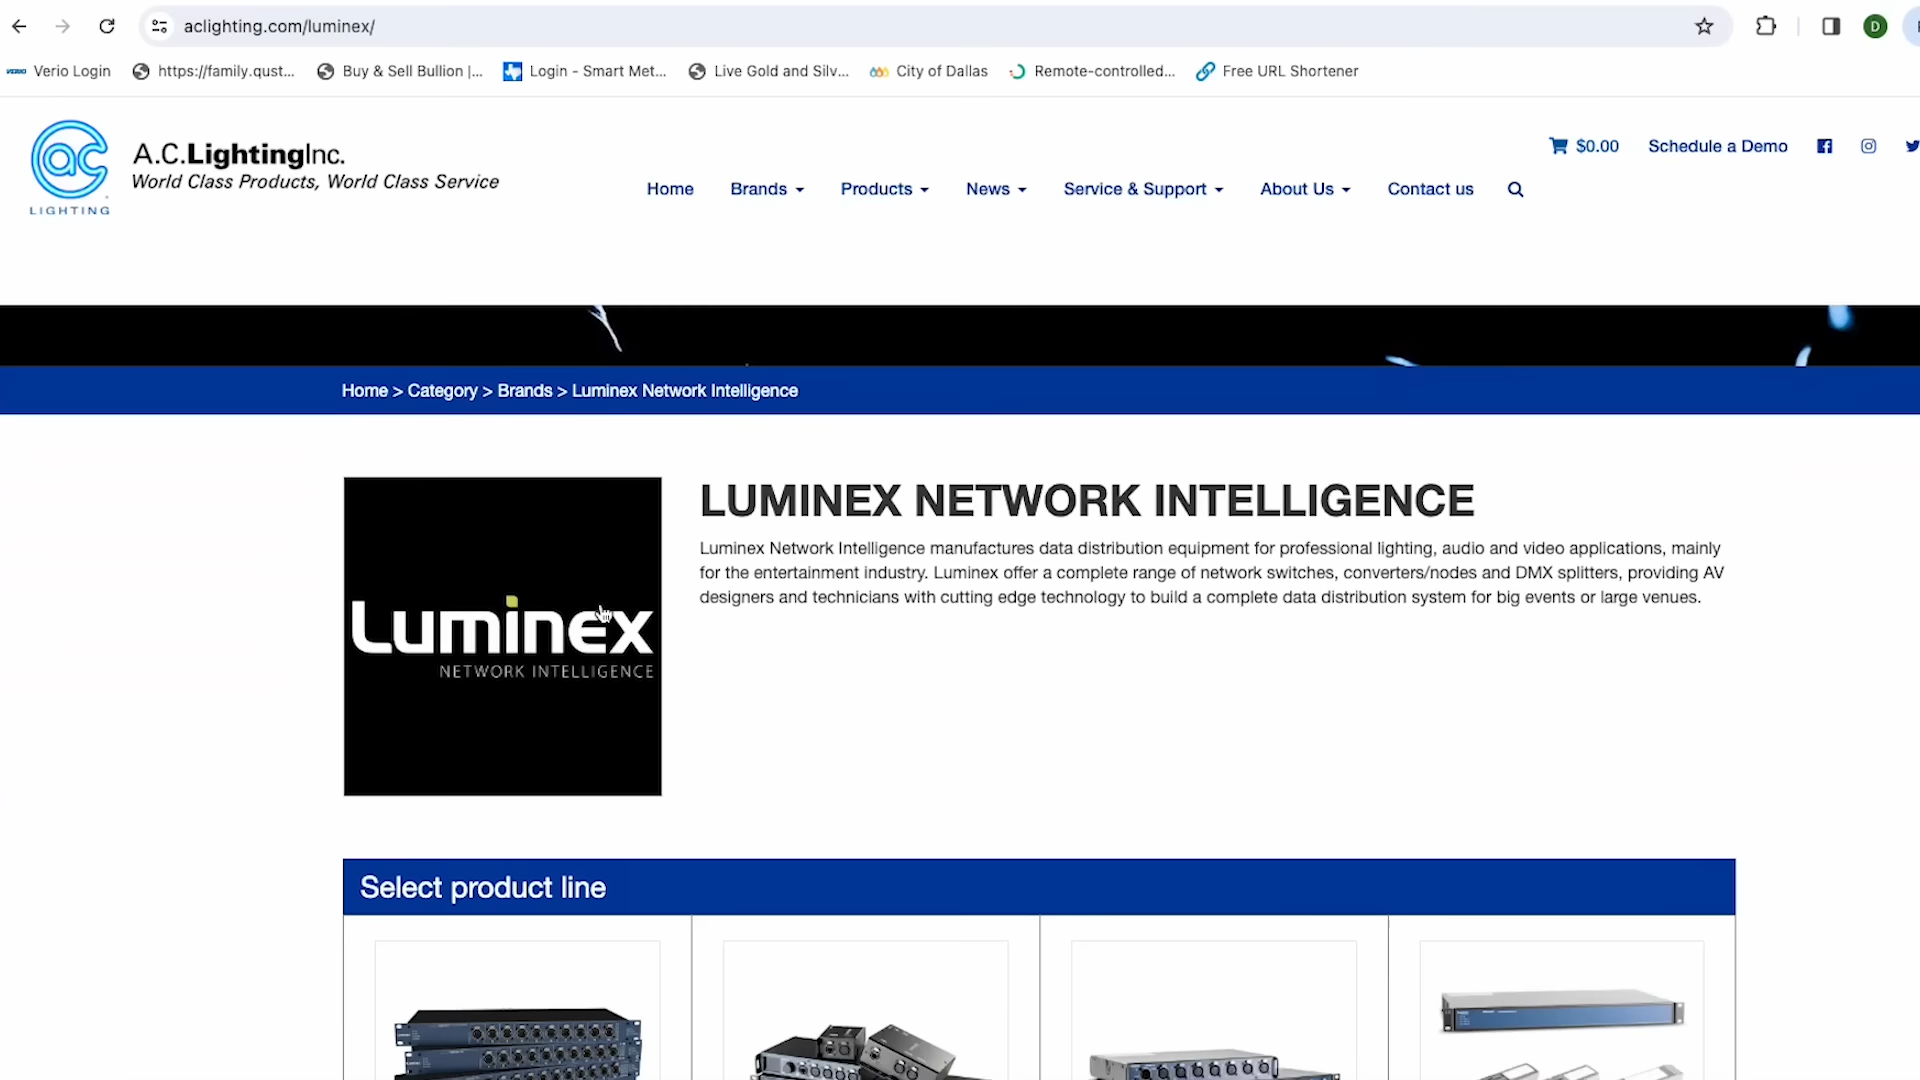 aclighting.com/luminex/
D
Verio Login
https://family.qust...
Buy & Sell Bullion |...
Login - Smart Met...
Live Gold and Silv...
City of Dallas
Remote-controlled...
Free URL Shortener
ac
LIGHTING
A.C.LightingInc.
World Class Products, World Class Service
$0.00
Schedule a Demo
Home
Brands
Products
News
Service & Support
About Us
Contact us
Home > Category > Brands > Luminex Network Intelligence
Luminex
NETWORK INTELLIGENCE
LUMINEX NETWORK INTELLIGENCE
Luminex Network Intelligence manufactures data distribution equipment for professional lighting, audio and video applications, mainly
for the entertainment industry. Luminex offer a complete range of network switches, converters/nodes and DMX splitters, providing AV
designers and technicians with cutting edge technology to build a complete data distribution system for big events or large venues.
Select product line